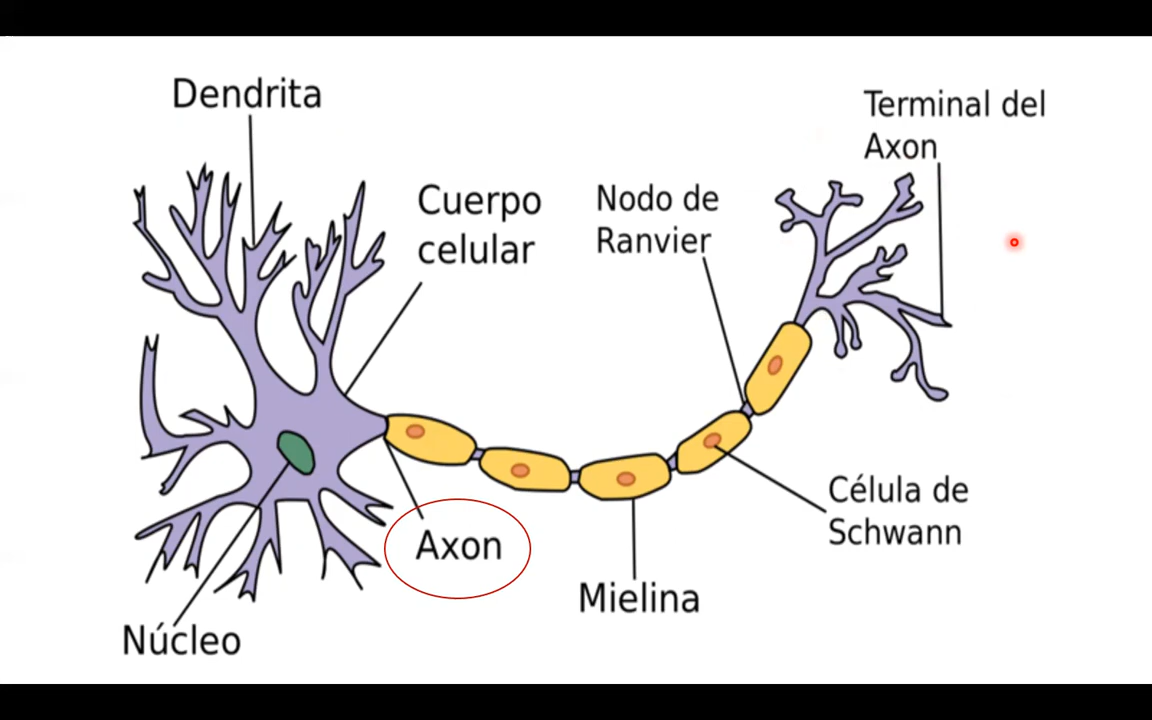 Dendrita
Terminal del
Axon
Cuerpo
celular
Nodo de
Ranvier
Célula de
Schwann
Axon
Mielina
Núcleo